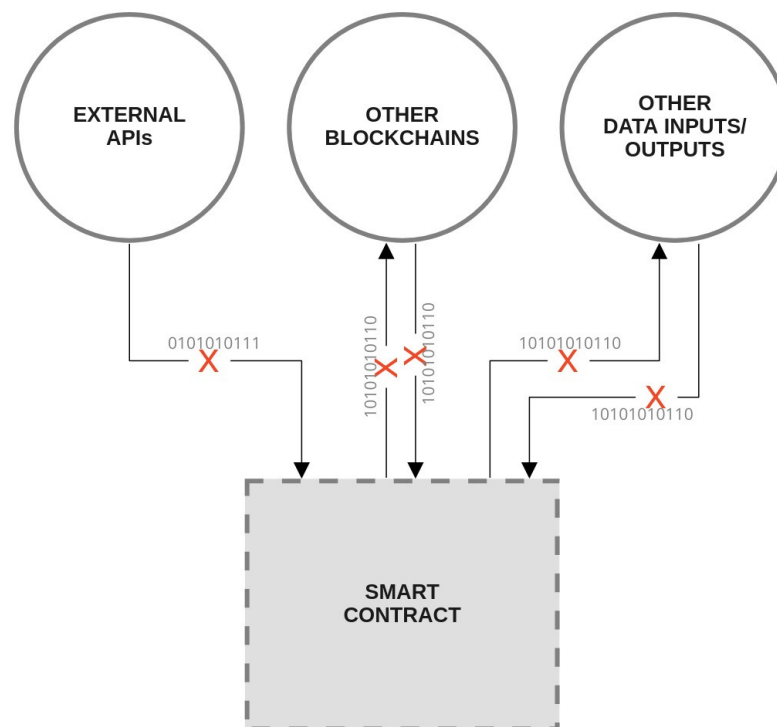 EXTERNAL
APIs
OTHER
BLOCKCHAINS
OTHER
DATA INPUTS/
OUTPUTS
0101010111
X
10101010110
X
X
10101010110
10101010110
X
X
10101010110
SMART
CONTRACT